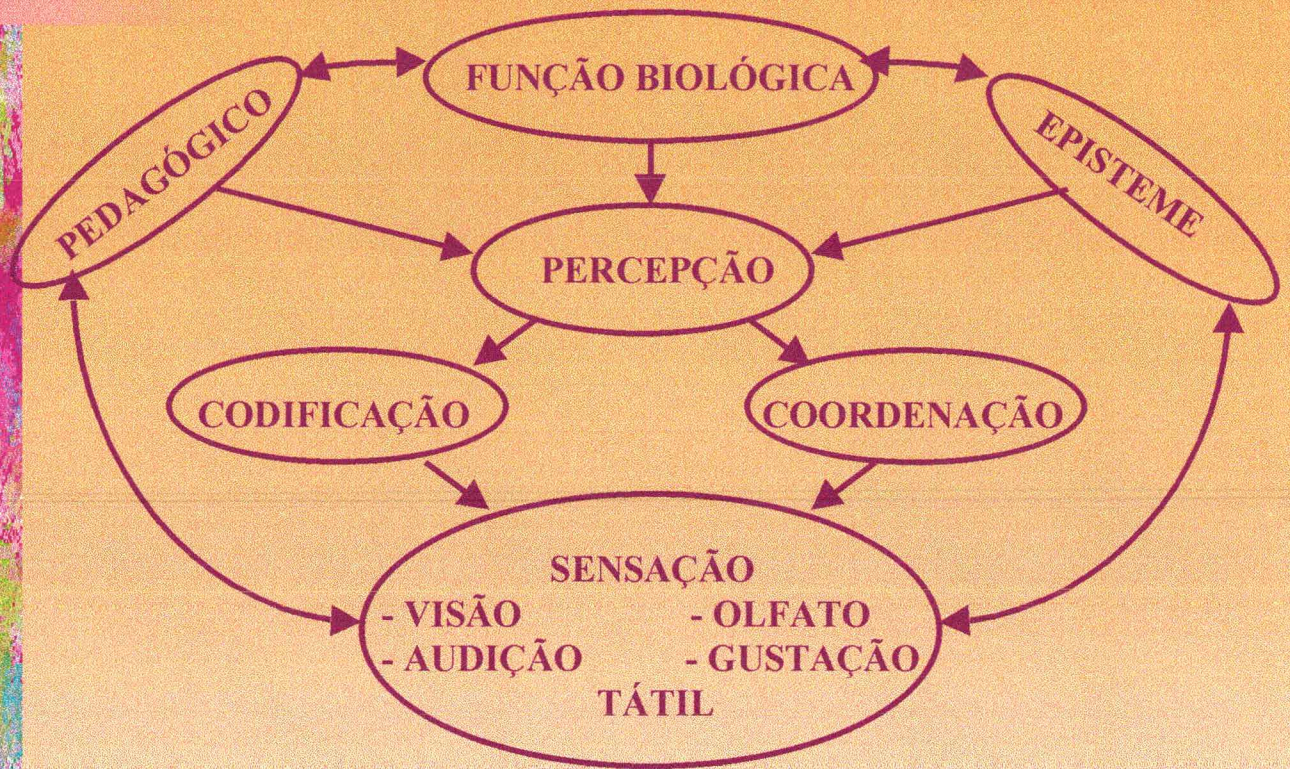 FUNÇÃO BIOLÓGICA
PEDAGÓGICO
EPISTEME
PERCEPÇÃO
CODIFICAÇÃO
COORDENAÇÃO
SENSAÇÃO
- VISÃO - OLFATO
- AUDIÇÃO - GUSTAÇÃO
TÁTIL